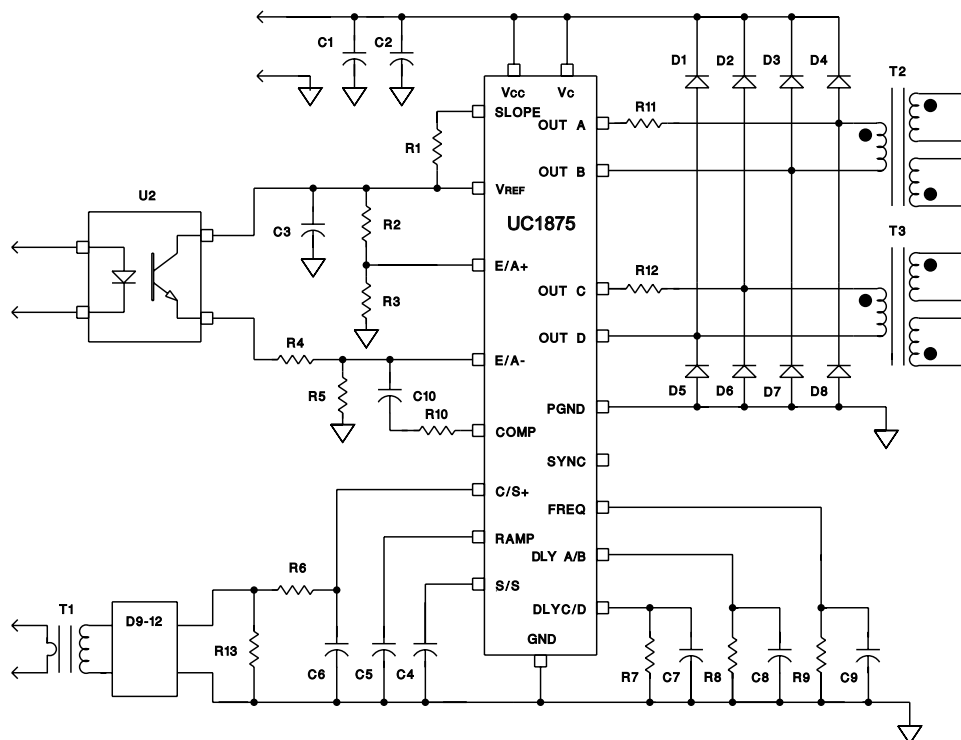 C1
C2
D1
D2
D3
D4
T2
Vcc
Vc
SLOPE
R11
OUT A
R1
OUT B
U2
VREF
UC1875
C3
R2
T3
E/A+
R12
OUT C
R3
OUT D
R4
E/A-
R5
C10
D5
D6
D7
D8
R10
PGND
COMP
SYNC
C/S+
FREQ
RAMP
DLY A/B
R6
S/S
T1
D9-12
DLYC/D
R13
GND
C6
C5
C4
R7
C7
R8
C8
R9
C9